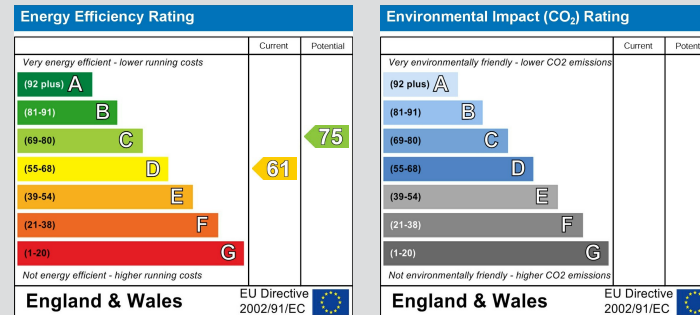 Energy Efficiency Rating
Current Potential
Very energy efficient - lower running costs
(92 plus) A
(81-91) B
(69-80) C
75
(55-68) D
61
(39-54) E
(21-38) F
(1-20) G
Not energy efficient - higher running costs
England & Wales
EU Directive
2002/91/EC
Environmental Impact (CO₂) Rating
Current Potent
Very environmentally friendly - lower CO2 emissions
(92 plus) A
(81-91) B
(69-80) C
(55-68) D
(39-54) E
(21-38) F
(1-20) G
Not environmentally friendly - higher CO2 emissions
England & Wales
EU Directive
2002/91/EC